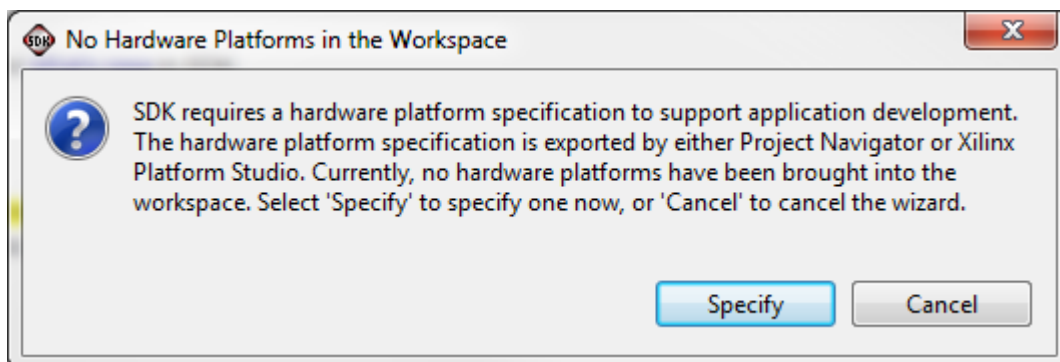 SDK No Hardware Platforms in the Workspace
SDK requires a hardware platform specification to support application development.
The hardware platform specification is exported by either Project Navigator or Xilinx
Platform Studio. Currently, no hardware platforms have been brought into the
workspace. Select 'Specify' to specify one now, or 'Cancel' to cancel the wizard.
Specify Cancel